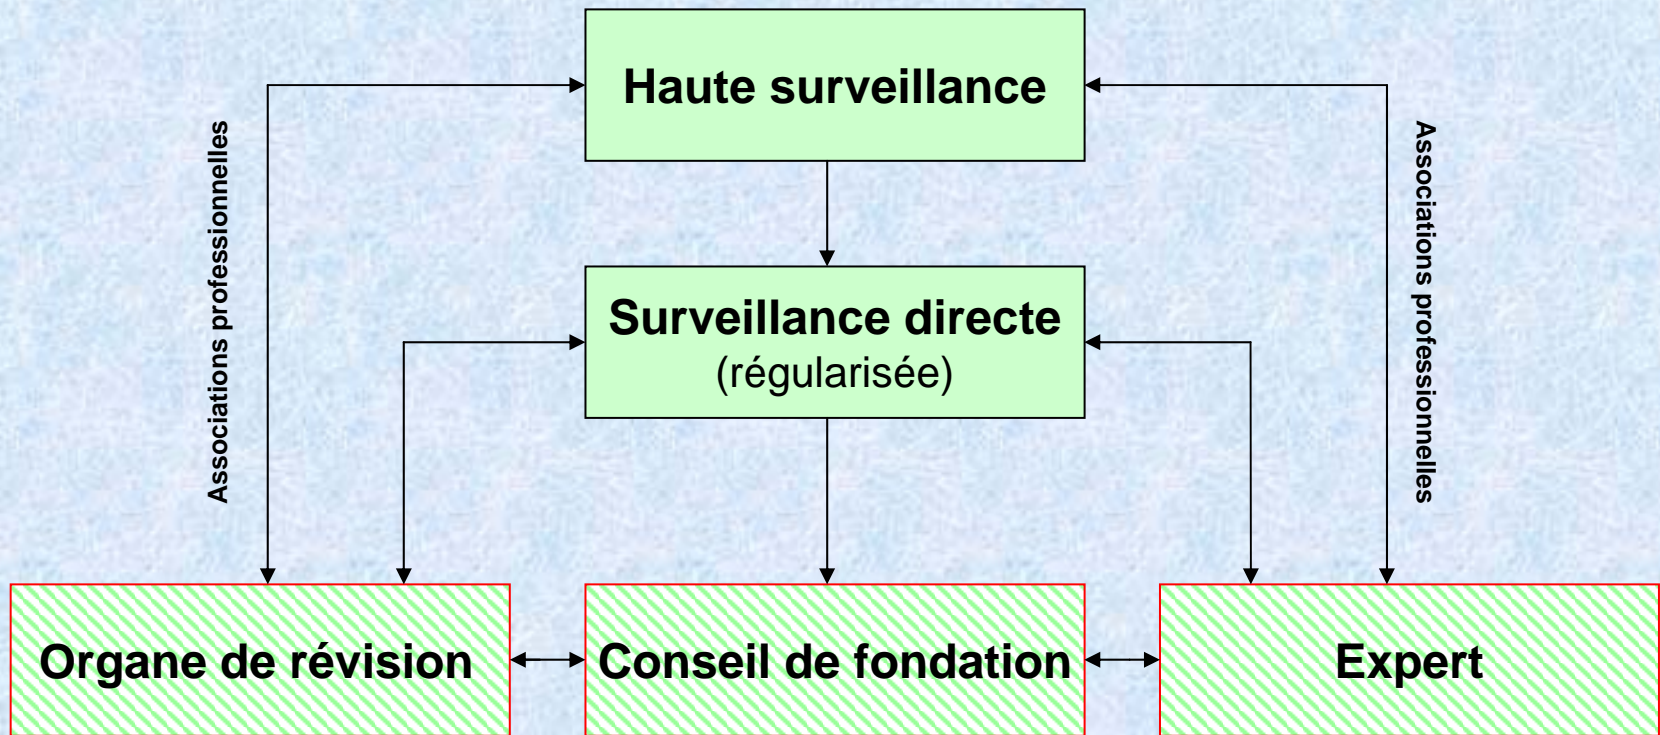 Haute surveillance
Associations professionnelles
Associations professionnelles
Surveillance directe
(régularisée)
Organe de révision
Conseil de fondation
Expert